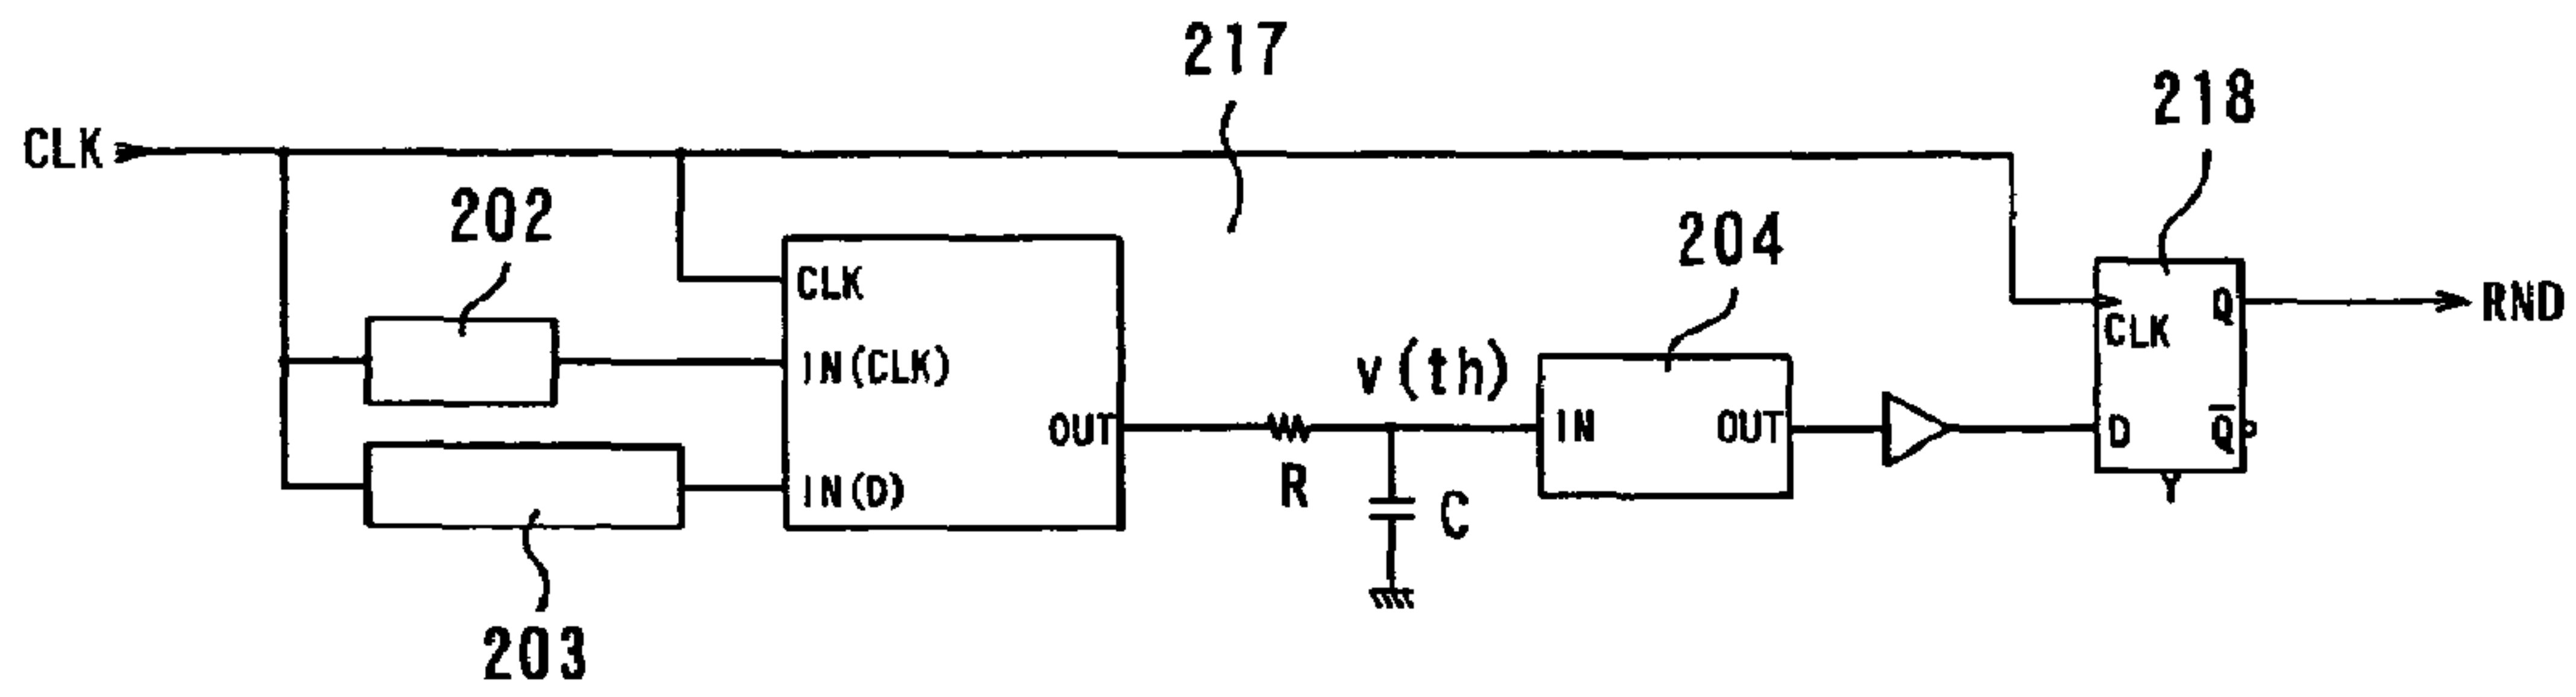 217
218
CLK
202
204
CLK
Q
RND
CLK
IN(CLK)
v(th)
OUT
IN
OUT
D
Q̅
R
IN(D)
C
203